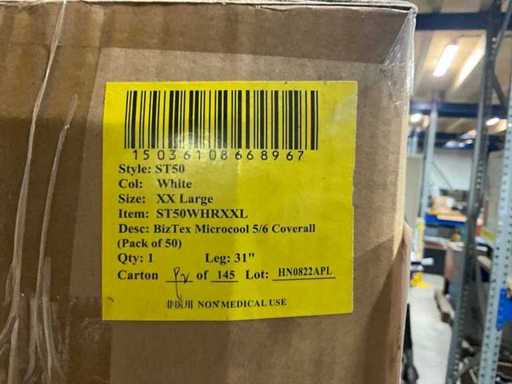 15036108668967
Style: ST50
Col: White
Size: XX Large
Item: ST50WHRXXL
Desc: BizTex Microcool 5/6 Coverall
(Pack of 50)
Qty: 1 Leg: 31"
Carton of 145 Lot: HN0822APL
非医用 NON MEDICAL USE